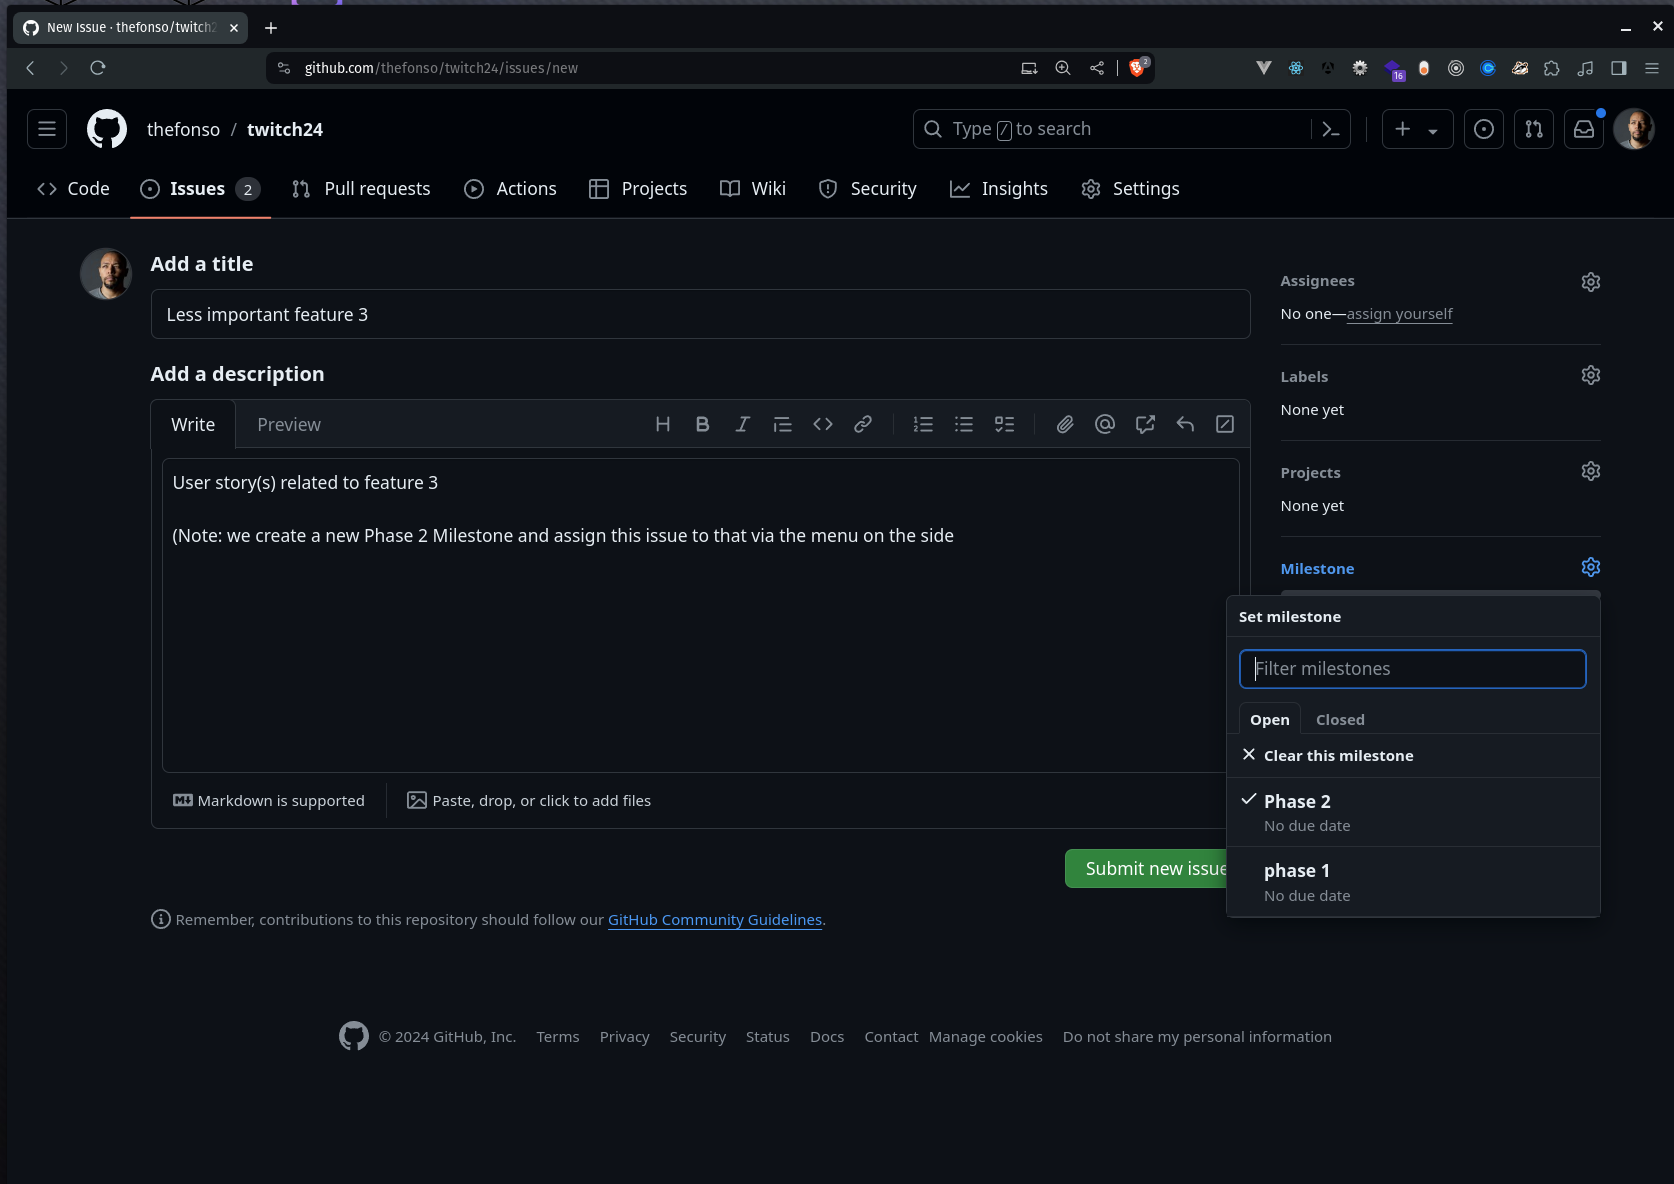 New Issue · thefonso/twitch2
github.com/thefonso/twitch24/issues/new
2
16
thefonso / twitch24
Type / to search
Code
Issues 2
Pull requests
Actions
Projects
Wiki
Security
Insights
Settings
Add a title
Less important feature 3
Add a description
Write
Preview
User story(s) related to feature 3
(Note: we create a new Phase 2 Milestone and assign this issue to that via the menu on the side
Markdown is supported
Paste, drop, or click to add files
Submit new issue
Remember, contributions to this repository should follow our GitHub Community Guidelines.
Assignees
No one—assign yourself
Labels
None yet
Projects
None yet
Milestone
Set milestone
Filter milestones
Open
Closed
Clear this milestone
Phase 2
No due date
phase 1
No due date
© 2024 GitHub, Inc. Terms Privacy Security Status Docs Contact Manage cookies Do not share my personal information